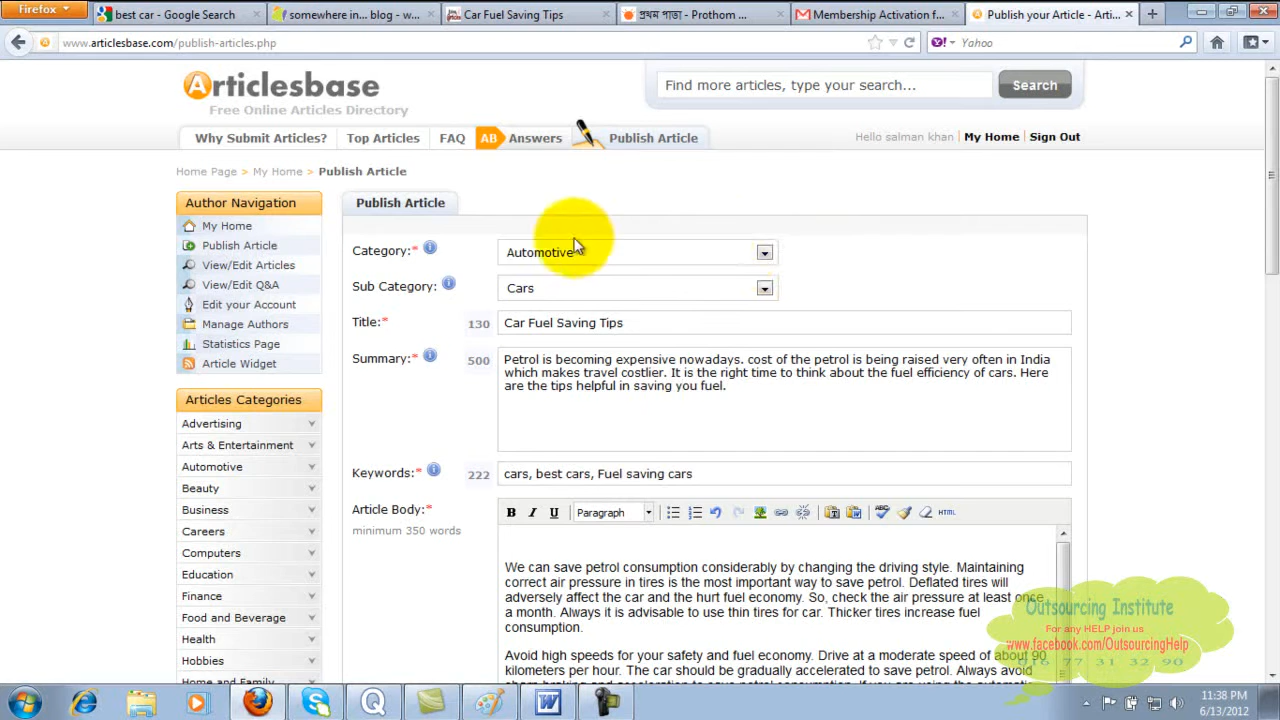 Firefox
best car - Google Search
somewhere in... blog - w...
Car Fuel Saving Tips
প্রথম পাতা - Prothom ...
Membership Activation f...
Publish your Article - Arti...
www.articlesbase.com/publish-articles.php
Yahoo
Articlesbase
Free Online Articles Directory
Find more articles, type your search...
Search
Why Submit Articles?
Top Articles
FAQ
AB Answers
Publish Article
Hello salman khan | My Home | Sign Out
Home Page > My Home > Publish Article
Author Navigation
My Home
Publish Article
View/Edit Articles
View/Edit Q&A
Edit your Account
Manage Authors
Statistics Page
Article Widget
Articles Categories
Advertising
Arts & Entertainment
Automotive
Beauty
Business
Careers
Computers
Education
Finance
Food and Beverage
Health
Hobbies
Home and Family
Publish Article
Category:* Automotive
Sub Category: Cars
Title:* 130 Car Fuel Saving Tips
Summary:* 500 Petrol is becoming expensive nowadays. cost of the petrol is being raised very often in India
which makes travel costlier. It is the right time to think about the fuel efficiency of cars. Here
are the tips helpful in saving you fuel.
Keywords:* 222 cars, best cars, Fuel saving cars
Article Body:*
minimum 350 words
B I U Paragraph ABC HTML
We can save petrol consumption considerably by changing the driving style. Maintaining
correct air pressure in tires is the most important way to save petrol. Deflated tires will
adversely affect the car and the hurt fuel economy. So, check the air pressure at least once
a month. Always it is advisable to use thin tires for car. Thicker tires increase fuel
consumption.
Avoid high speeds for your safety and fuel economy. Drive at a moderate speed of about 90
kilometers per hour. The car should be gradually accelerated to save petrol. Always avoid
Outsourcing Institute
For any HELP join us
www.facebook.com/OutsourcingHelp
11:38 PM
6/13/2012